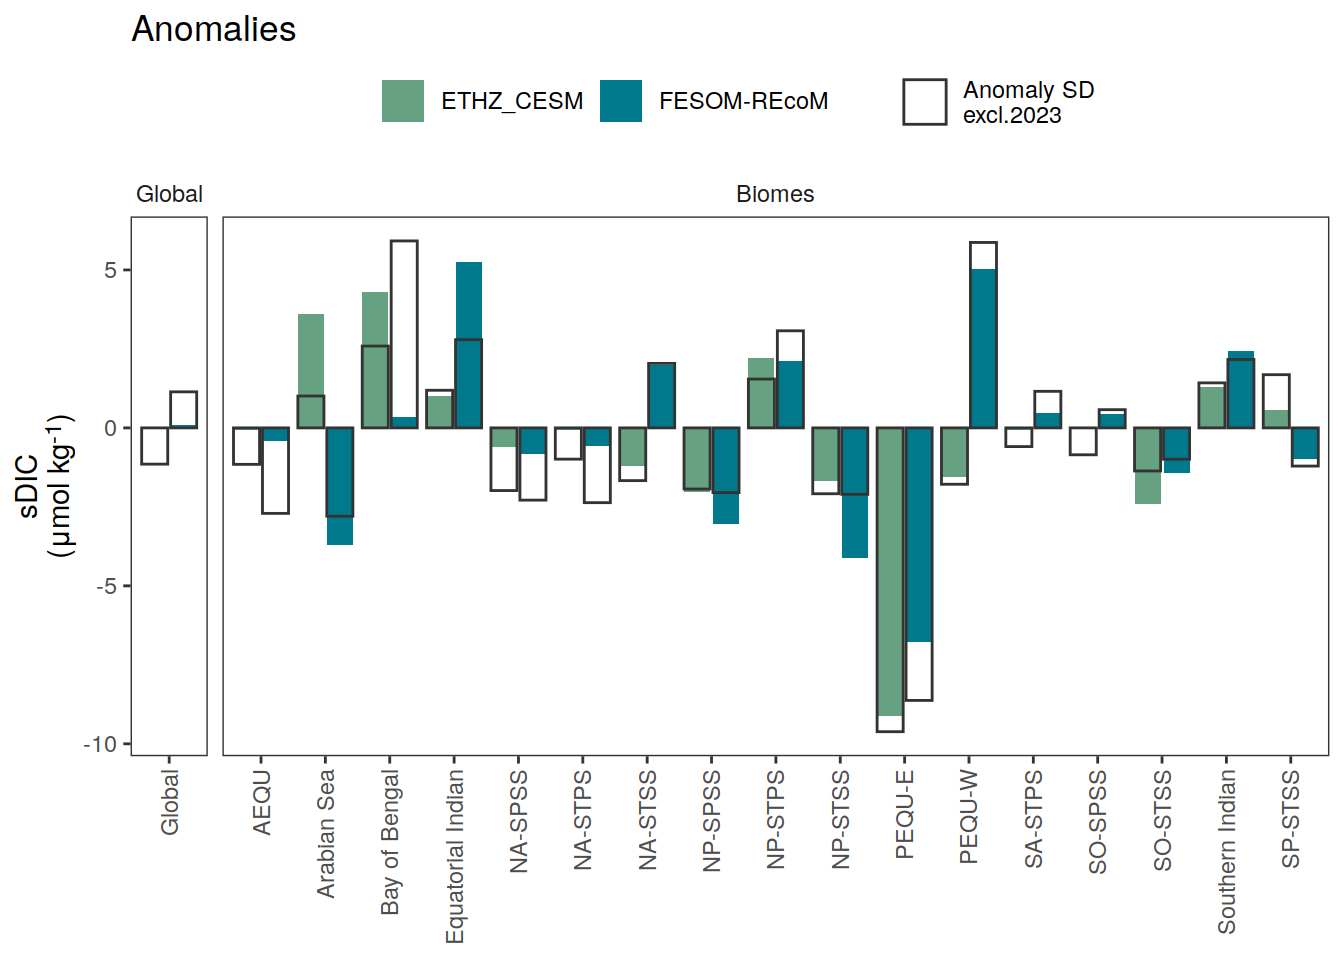 Anomalies
ETHZ_CESM
FESOM-REcoM
Anomaly SD
excl.2023
Global
Biomes
sDIC
(μmol kg⁻¹)
5
0
-5
-10
Global
AEQU
Arabian Sea
Bay of Bengal
Equatorial Indian
NA-SPSS
NA-STPS
NA-STSS
NP-SPSS
NP-STPS
NP-STSS
PEQU-E
PEQU-W
SA-STPS
SO-SPSS
SO-STSS
Southern Indian
SP-STSS